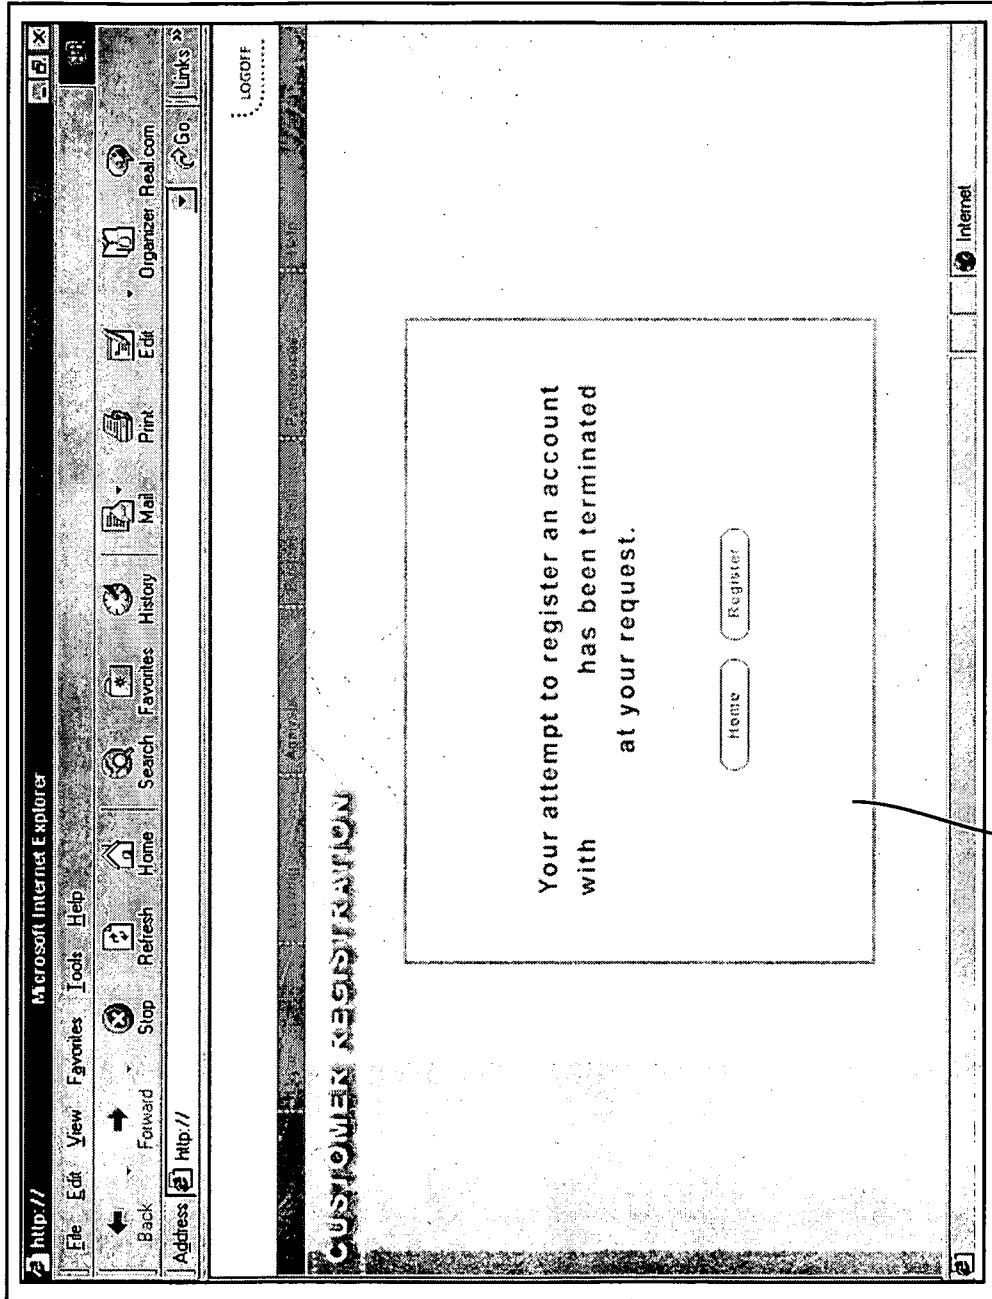 http:// Microsoft Internet Explorer
File Edit View Favorites Tools Help
Back Forward Stop Refresh Home Search Favorites History Mail Print Edit Organizer Real.com
Address http:// Go Links »
LOGOFF
Agents Help
CUSTOMER REGISTRATION
Your attempt to register an account
with has been terminated
at your request.
Home Register
Internet